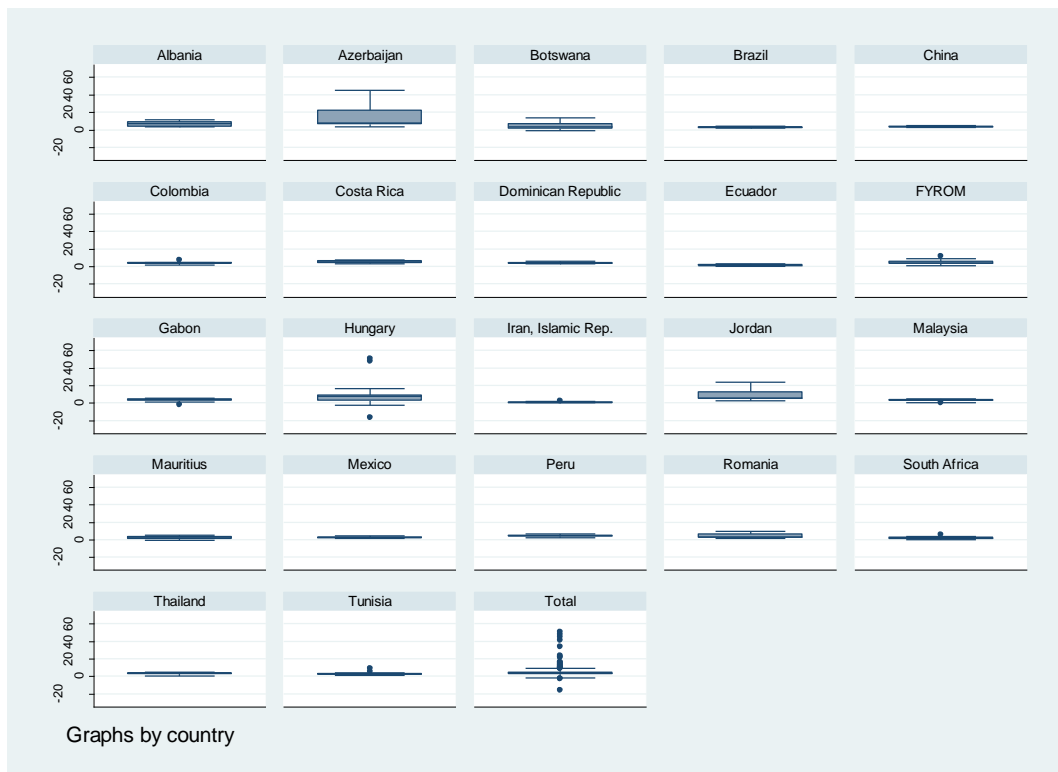 Albania Azerbaijan Botswana Brazil China
-20 0 20 40 60
Colombia Costa Rica Dominican Republic Ecuador FYROM
-20 0 20 40 60
Gabon Hungary Iran, Islamic Rep. Jordan Malaysia
-20 0 20 40 60
Mauritius Mexico Peru Romania South Africa
-20 0 20 40 60
Thailand Tunisia Total
-20 0 20 40 60
Graphs by country